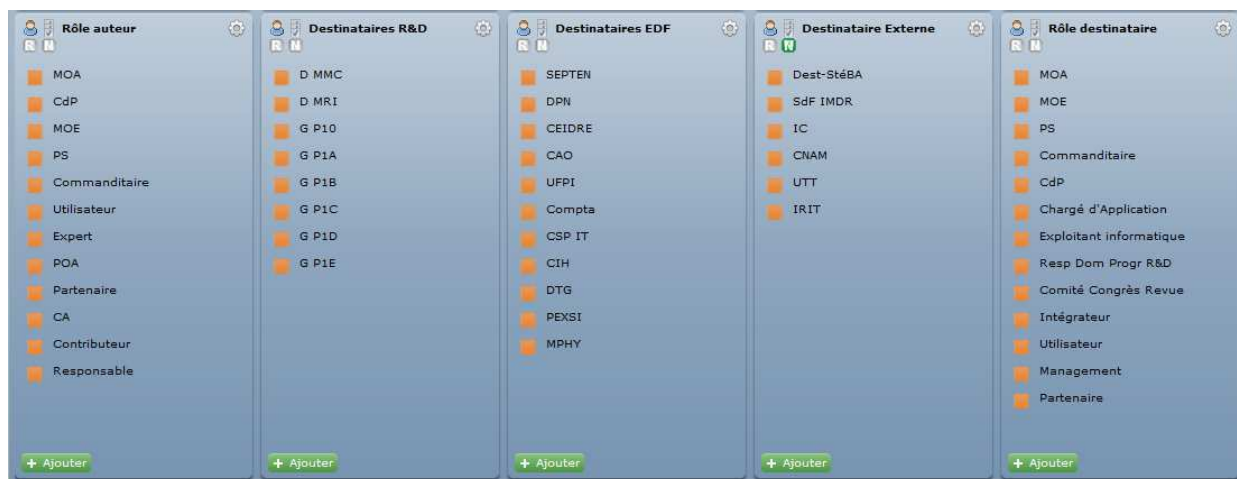 Rôle auteur
R N
MOA
CdP
MOE
PS
Commanditaire
Utilisateur
Expert
POA
Partenaire
CA
Contributeur
Responsable
+ Ajouter
Destinataires R&D
R N
D MMC
D MRI
G P10
G P1A
G P1B
G P1C
G P1D
G P1E
+ Ajouter
Destinataires EDF
R N
SEPTEN
DPN
CEIDRE
CAO
UFPI
Compta
CSP IT
CIH
DTG
PEXSI
MPHY
+ Ajouter
Destinataire Externe
R N
Dest-StéBA
SdF IMDR
IC
CNAM
UTT
IRIT
+ Ajouter
Rôle destinataire
R N
MOA
MOE
PS
Commanditaire
CdP
Chargé d'Application
Exploitant informatique
Resp Dom Progr R&D
Comité Congrès Revue
Intégrateur
Utilisateur
Management
Partenaire
+ Ajouter